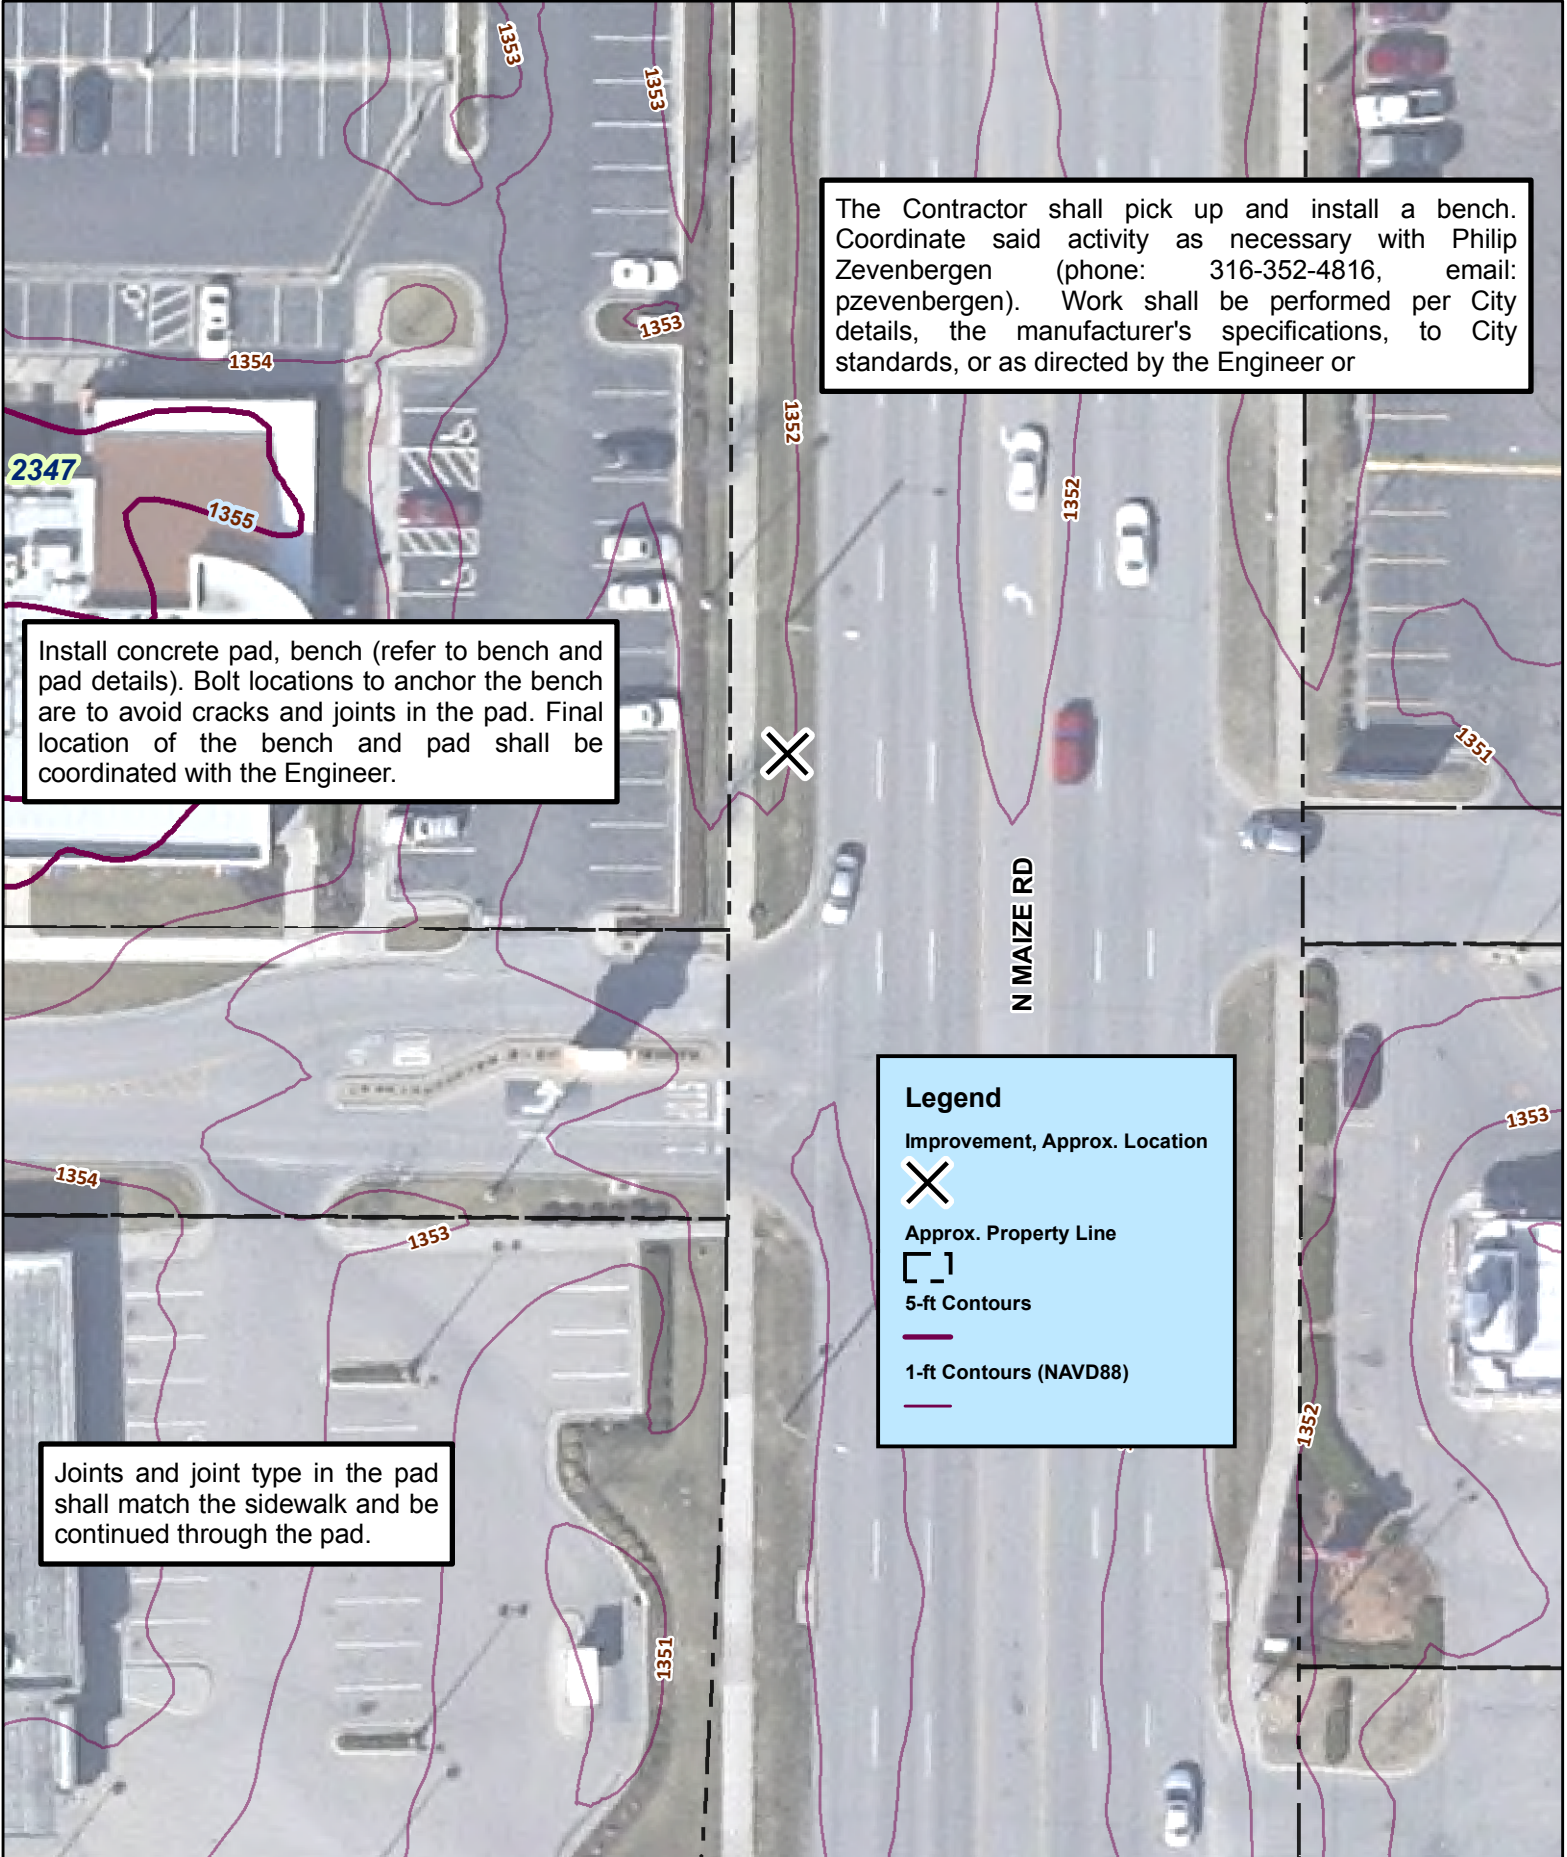 1353
1353
The Contractor shall pick up and install a bench.
Coordinate said activity as necessary with Philip
Zevenbergen (phone: 316-352-4816, email:
pzevenbergen). Work shall be performed per City
details, the manufacturer's specifications, to City
standards, or as directed by the Engineer or
1353
1354
1352
2347
1355
1352
Install concrete pad, bench (refer to bench and
pad details). Bolt locations to anchor the bench
are to avoid cracks and joints in the pad. Final
location of the bench and pad shall be
coordinated with the Engineer.
1351
N MAIZE RD
Legend
Improvement, Approx. Location
Approx. Property Line
5-ft Contours
1-ft Contours (NAVD88)
1353
1354
1353
1352
Joints and joint type in the pad
shall match the sidewalk and be
continued through the pad.
1351